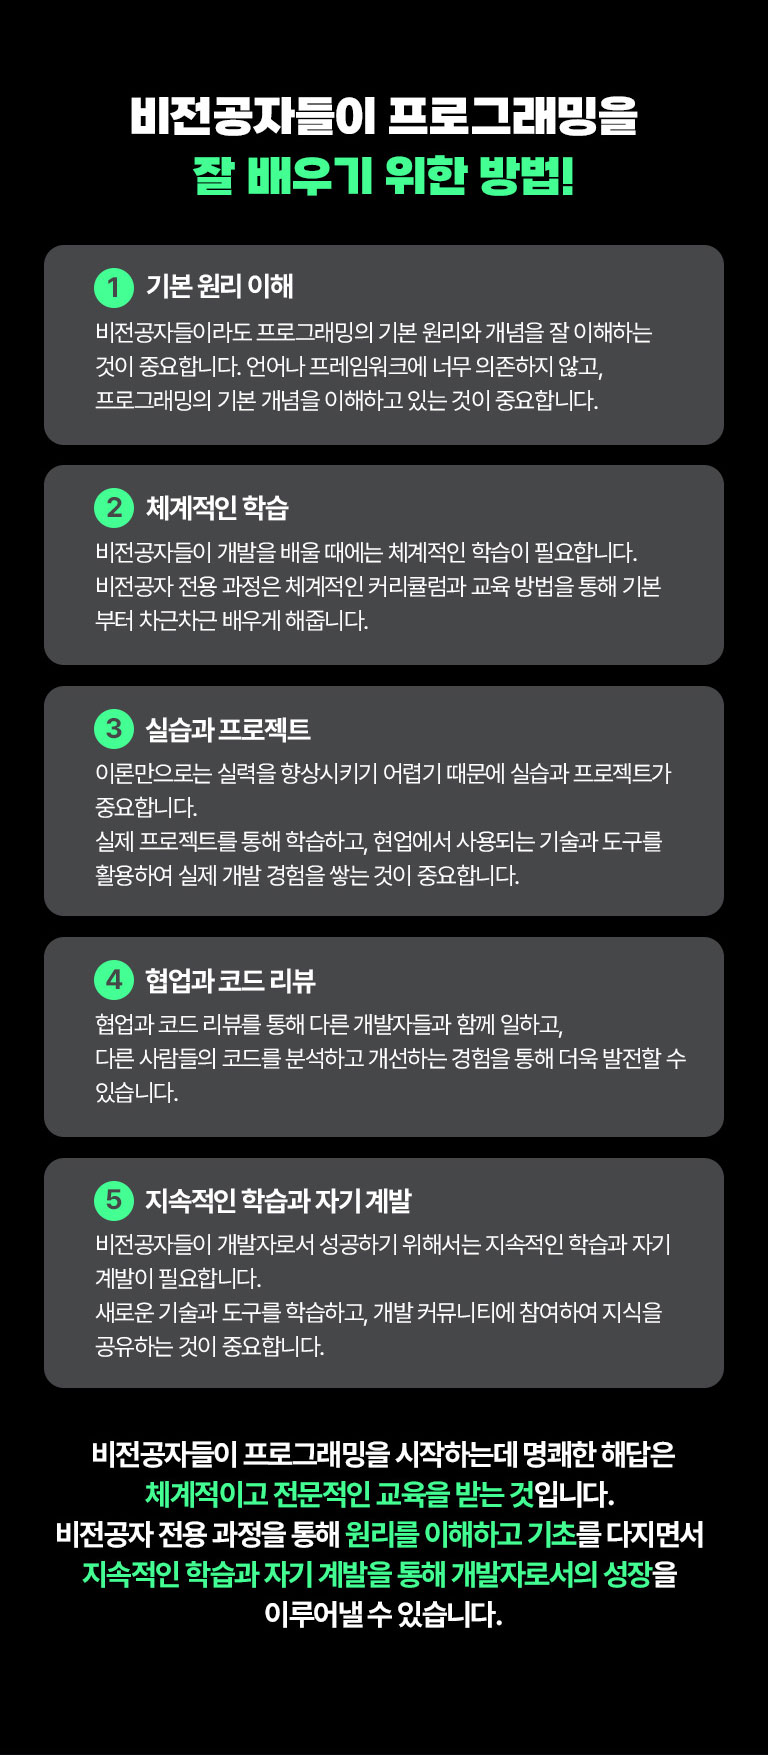 비전공자들이 프로그래밍을
잘 배우기 위한 방법!
1 기본 원리 이해
비전공자들이라도 프로그래밍의 기본 원리와 개념을 잘 이해하는
것이 중요합니다. 언어나 프레임워크에 너무 의존하지 않고,
프로그래밍의 기본 개념을 이해하고 있는 것이 중요합니다.
2 체계적인 학습
비전공자들이 개발을 배울 때에는 체계적인 학습이 필요합니다.
비전공자 전용 과정은 체계적인 커리큘럼과 교육 방법을 통해 기본
부터 차근차근 배우게 해줍니다.
3 실습과 프로젝트
이론만으로는 실력을 향상시키기 어렵기 때문에 실습과 프로젝트가
중요합니다.
실제 프로젝트를 통해 학습하고, 현업에서 사용되는 기술과 도구를
활용하여 실제 개발 경험을 쌓는 것이 중요합니다.
4 협업과 코드 리뷰
협업과 코드 리뷰를 통해 다른 개발자들과 함께 일하고,
다른 사람들의 코드를 분석하고 개선하는 경험을 통해 더욱 발전할 수
있습니다.
5 지속적인 학습과 자기 계발
비전공자들이 개발자로서 성공하기 위해서는 지속적인 학습과 자기
계발이 필요합니다.
새로운 기술과 도구를 학습하고, 개발 커뮤니티에 참여하여 지식을
공유하는 것이 중요합니다.
비전공자들이 프로그래밍을 시작하는데 명쾌한 해답은
체계적이고 전문적인 교육을 받는 것입니다.
비전공자 전용 과정을 통해 원리를 이해하고 기초를 다지면서
지속적인 학습과 자기 계발을 통해 개발자로서의 성장을
이루어낼 수 있습니다.